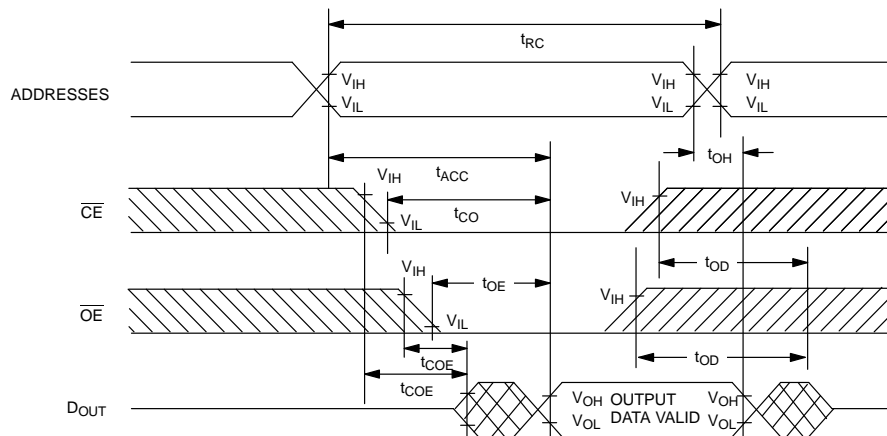 tRC
ADDRESSES
VIH
VIL
VIH
VIL
VIH
VIL
tOH
tACC
VIH
VIH
CE
tCO
VIL
tOD
VIH
OE
tOE
VIH
VIL
tCOE
tOD
tCOE
DOUT
VOH
VOL
OUTPUT
DATA VALID
VOH
VOL